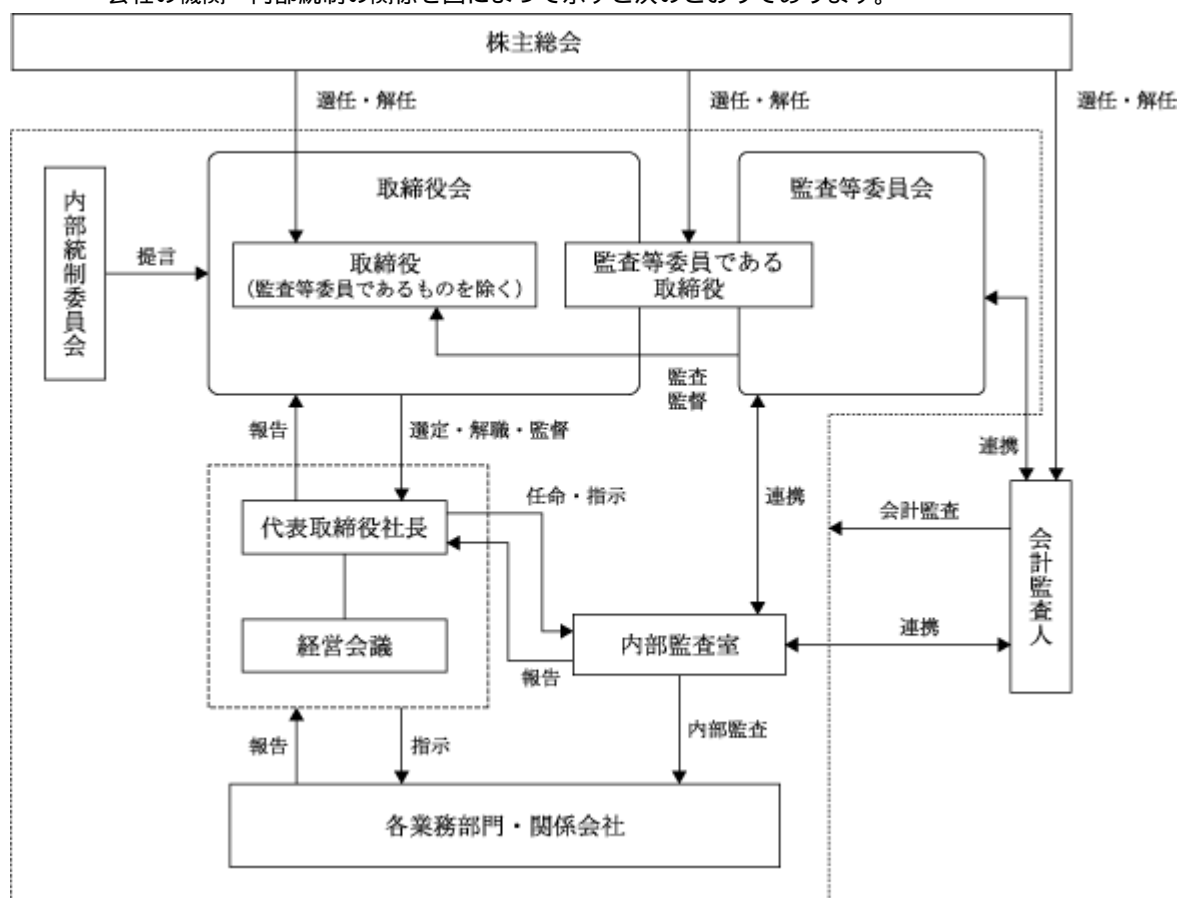 会社の機関・内部統制の関係を図によって示すと次のとおりであります。
株主総会
選任・解任
選任・解任
選任・解任
内部統制委員会
提言
取締役会
取締役
(監査等委員であるものを除く)
監査等委員である
取締役
監査等委員会
監査
監督
報告
選定・解職・監督
連携
連携
代表取締役社長
任命・指示
会計監査
会計監査人
経営会議
報告
内部監査室
連携
報告
指示
内部監査
各業務部門・関係会社